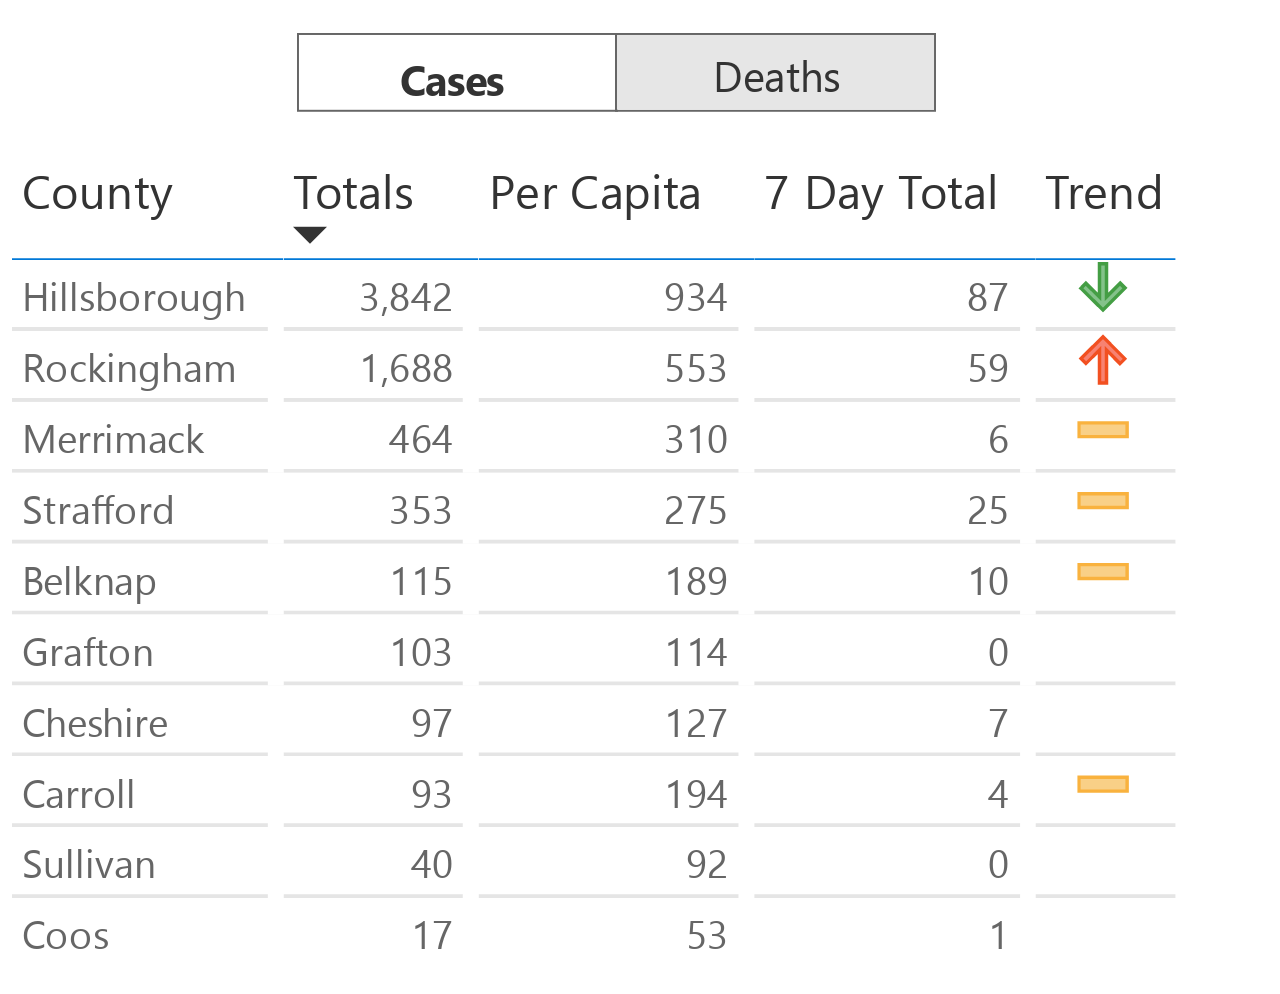 Cases Deaths
County Totals Per Capita 7 Day Total Trend
Hillsborough 3,842 934 87
Rockingham 1,688 553 59
Merrimack 464 310 6
Strafford 353 275 25
Belknap 115 189 10
Grafton 103 114 0
Cheshire 97 127 7
Carroll 93 194 4
Sullivan 40 92 0
Coos 17 53 1